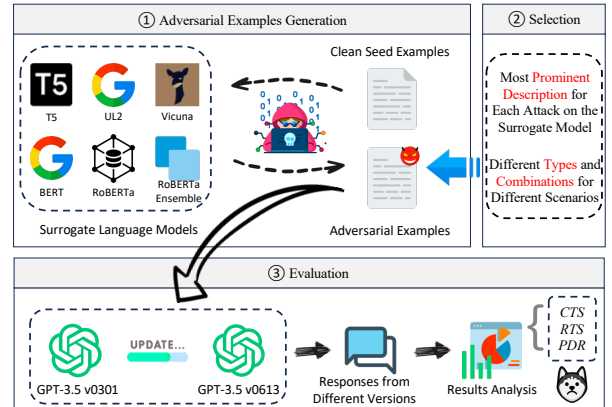 ① Adversarial Examples Generation
T5
T5
UL2
Vicuna
BERT
RoBERTa
RoBERTa
Ensemble
Surrogate Language Models
Clean Seed Examples
Adversarial Examples
② Selection
Most Prominent
Description for
Each Attack on the
Surrogate Model
Different Types and
Combinations for
Different Scenarios
③ Evaluation
GPT-3.5 v0301
UPDATE...
GPT-3.5 v0613
Responses from
Different Versions
Results Analysis
CTS
RTS
PDR